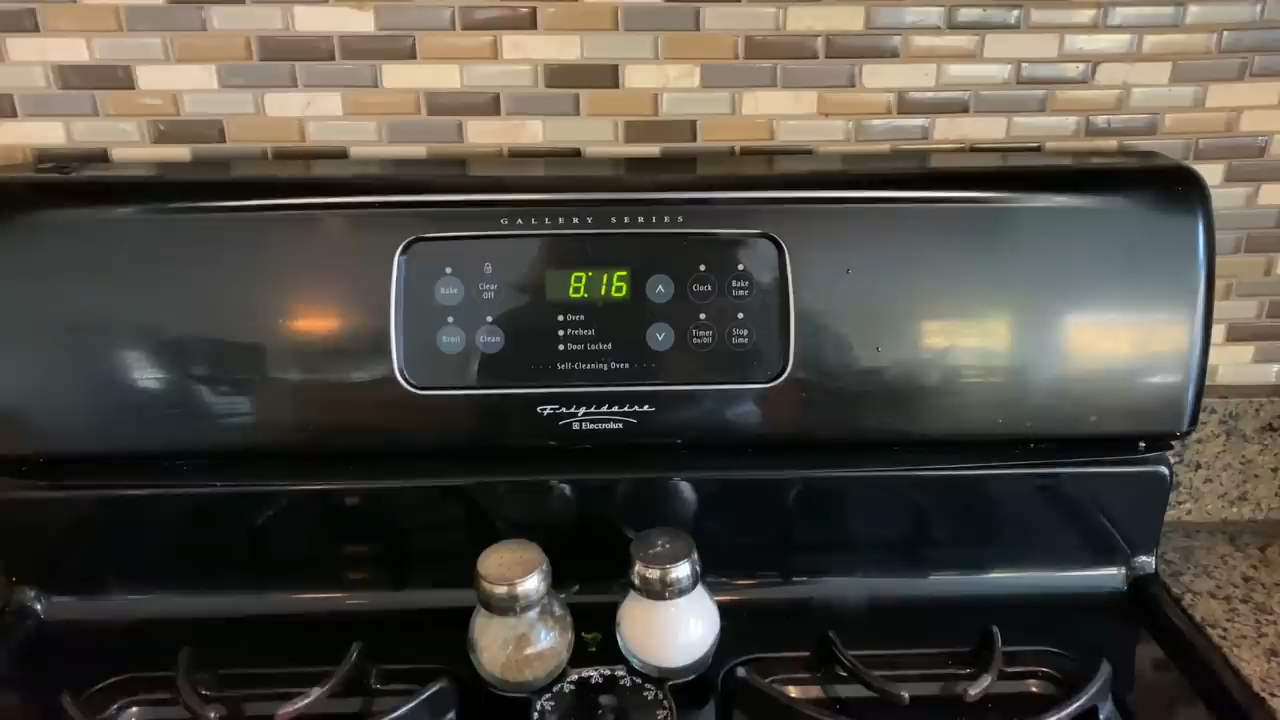 GALLERY SERIES
Bake
Clear Off
8:16
Clock
Bake time
Oven
Preheat
Door Locked
Broil
Clean
Timer On/Off
Stop time
Self-Cleaning Oven
Frigidaire
Electrolux